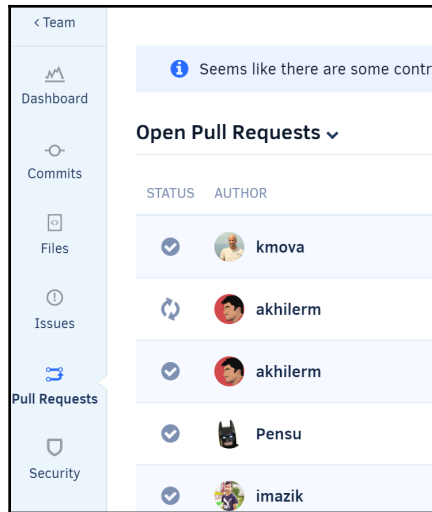 < Team
Dashboard
Commits
Files
Issues
Pull Requests
Security
Seems like there are some contr
Open Pull Requests
STATUS AUTHOR
kmova
akhilerm
akhilerm
Pensu
imazik